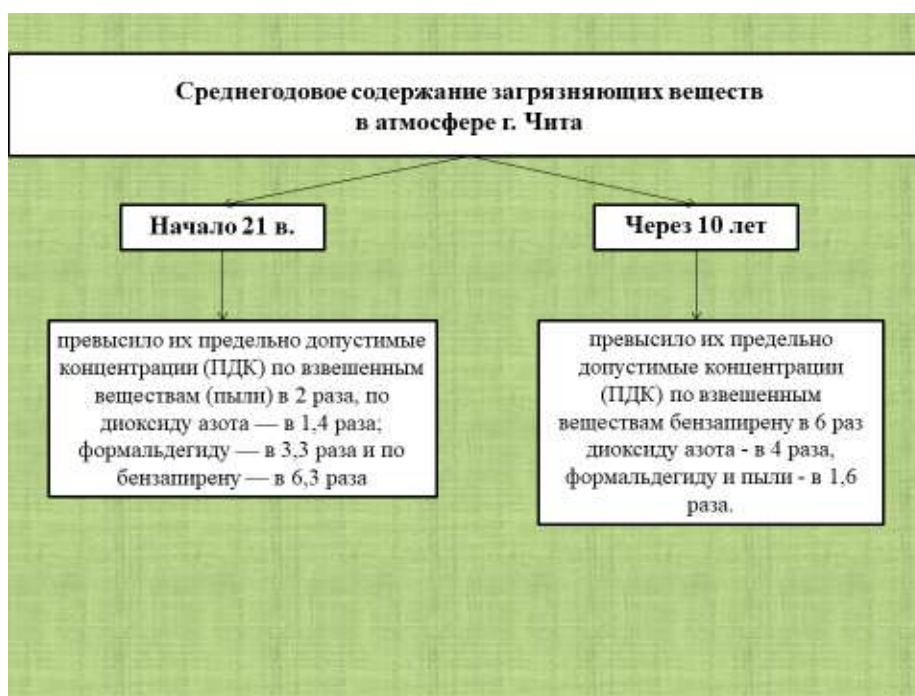 Среднегодовое содержание загрязняющих веществ
в атмосфере г. Чита
Начало 21 в.
Через 10 лет
превысило их предельно допустимые
концентрации (ПДК) по взвешенным
веществам (пыли) в 2 раза, по
диоксиду азота — в 1,4 раза;
формальдегиду — в 3,3 раза и по
бензапирену — в 6,3 раза
превысило их предельно
допустимые концентрации
(ПДК) по взвешенным
веществам бензапирену в 6 раз
диоксиду азота - в 4 раза,
формальдегиду и пыли - в 1,6
раза.